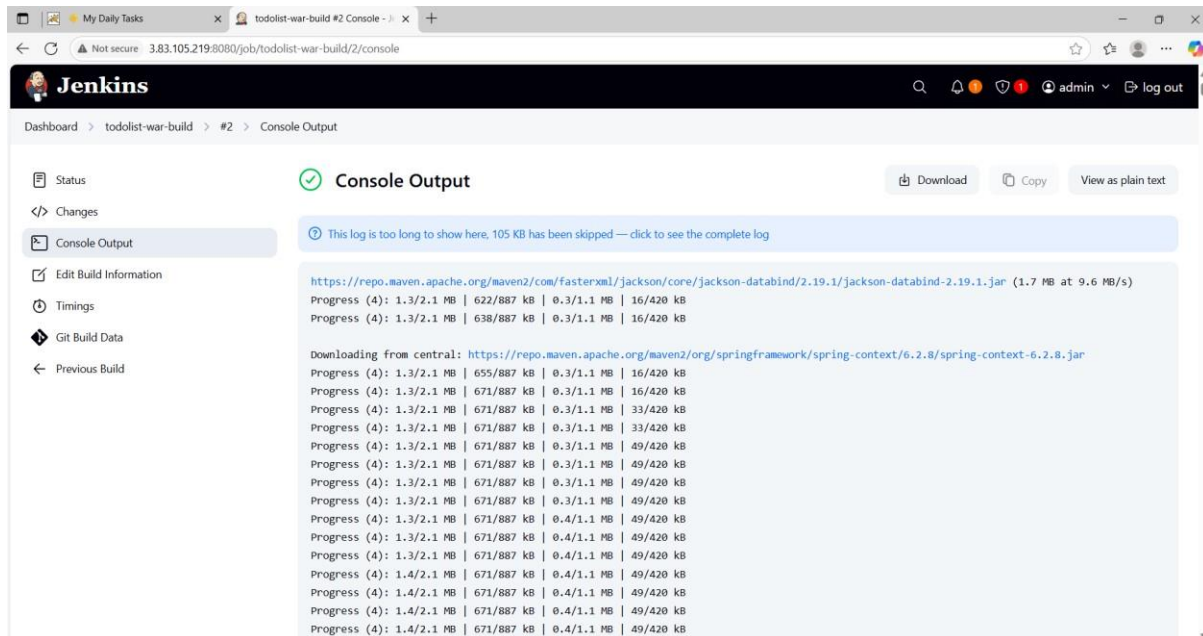 My Daily Tasks
todolist-war-build #2 Console - J
Not secure 3.83.105.219:8080/job/todolist-war-build/2/console
Jenkins
1 1 admin log out
Dashboard > todolist-war-build > #2 > Console Output
Status
Changes
Console Output
Edit Build Information
Timings
Git Build Data
Previous Build
Console Output
Download Copy View as plain text
This log is too long to show here, 105 KB has been skipped — click to see the complete log
https://repo.maven.apache.org/maven2/com/fasterxml/jackson/core/jackson-databind/2.19.1/jackson-databind-2.19.1.jar (1.7 MB at 9.6 MB/s)
Progress (4): 1.3/2.1 MB | 622/887 kB | 0.3/1.1 MB | 16/420 kB
Progress (4): 1.3/2.1 MB | 638/887 kB | 0.3/1.1 MB | 16/420 kB
Downloading from central: https://repo.maven.apache.org/maven2/org/springframework/spring-context/6.2.8/spring-context-6.2.8.jar
Progress (4): 1.3/2.1 MB | 655/887 kB | 0.3/1.1 MB | 16/420 kB
Progress (4): 1.3/2.1 MB | 671/887 kB | 0.3/1.1 MB | 16/420 kB
Progress (4): 1.3/2.1 MB | 671/887 kB | 0.3/1.1 MB | 33/420 kB
Progress (4): 1.3/2.1 MB | 671/887 kB | 0.3/1.1 MB | 33/420 kB
Progress (4): 1.3/2.1 MB | 671/887 kB | 0.3/1.1 MB | 49/420 kB
Progress (4): 1.3/2.1 MB | 671/887 kB | 0.3/1.1 MB | 49/420 kB
Progress (4): 1.3/2.1 MB | 671/887 kB | 0.3/1.1 MB | 49/420 kB
Progress (4): 1.3/2.1 MB | 671/887 kB | 0.3/1.1 MB | 49/420 kB
Progress (4): 1.3/2.1 MB | 671/887 kB | 0.4/1.1 MB | 49/420 kB
Progress (4): 1.3/2.1 MB | 671/887 kB | 0.4/1.1 MB | 49/420 kB
Progress (4): 1.3/2.1 MB | 671/887 kB | 0.4/1.1 MB | 49/420 kB
Progress (4): 1.4/2.1 MB | 671/887 kB | 0.4/1.1 MB | 49/420 kB
Progress (4): 1.4/2.1 MB | 671/887 kB | 0.4/1.1 MB | 49/420 kB
Progress (4): 1.4/2.1 MB | 671/887 kB | 0.4/1.1 MB | 49/420 kB
Progress (4): 1.4/2.1 MB | 671/887 kB | 0.4/1.1 MB | 49/420 kB